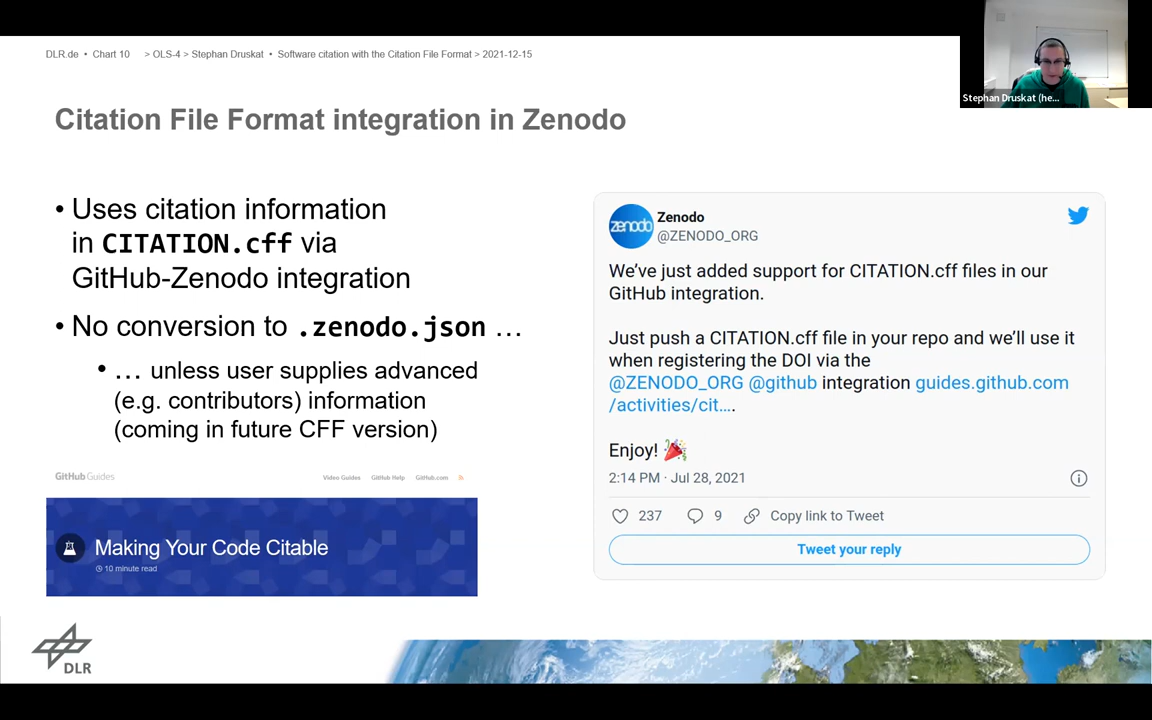 DLR.de • Chart 10 > OLS-4 > Stephan Druskat • Software citation with the Citation File Format > 2021-12-15
Stephan Druskat (he...
Citation File Format integration in Zenodo
• Uses citation information
in CITATION.cff via
GitHub-Zenodo integration
• No conversion to .zenodo.json …
• … unless user supplies advanced
(e.g. contributors) information
(coming in future CFF version)
GitHub Guides
Video Guides GitHub Help GitHub.com
Making Your Code Citable
10 minute read
zenodo
Zenodo
@ZENODO_ORG
We’ve just added support for CITATION.cff files in our
GitHub integration.
Just push a CITATION.cff file in your repo and we’ll use it
when registering the DOI via the
@ZENODO_ORG @github integration guides.github.com
/activities/cit….
Enjoy! 🎉
2:14 PM · Jul 28, 2021
237 9 Copy link to Tweet
Tweet your reply
DLR